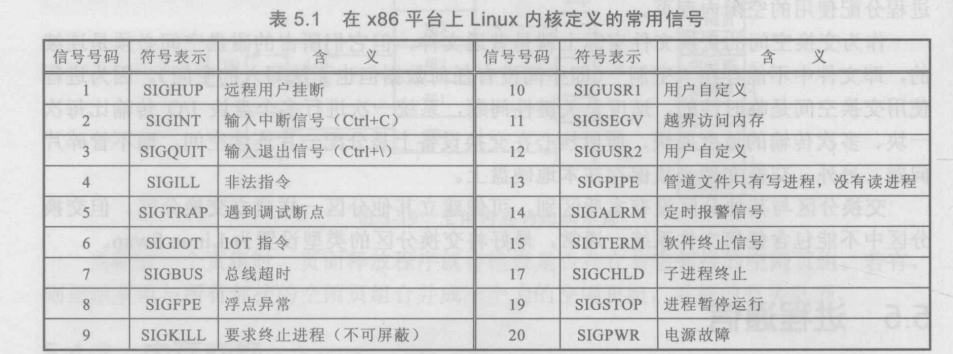 表 5.1 在 x86 平台上 Linux 内核定义的常用信号
信号号码 符号表示 含 义 信号号码 符号表示 含 义
1 SIGHUP 远程用户挂断 10 SIGUSR1 用户自定义
2 SIGINT 输入中断信号（Ctrl+C） 11 SIGSEGV 越界访问内存
3 SIGQUIT 输入退出信号（Ctrl+\） 12 SIGUSR2 用户自定义
4 SIGILL 非法指令 13 SIGPIPE 管道文件只有写进程，没有读进程
5 SIGTRAP 遇到调试断点 14 SIGALRM 定时报警信号
6 SIGIOT IOT 指令 15 SIGTERM 软件终止信号
7 SIGBUS 总线超时 17 SIGCHLD 子进程终止
8 SIGFPE 浮点异常 19 SIGSTOP 进程暂停运行
9 SIGKILL 要求终止进程（不可屏蔽） 20 SIGPWR 电源故障